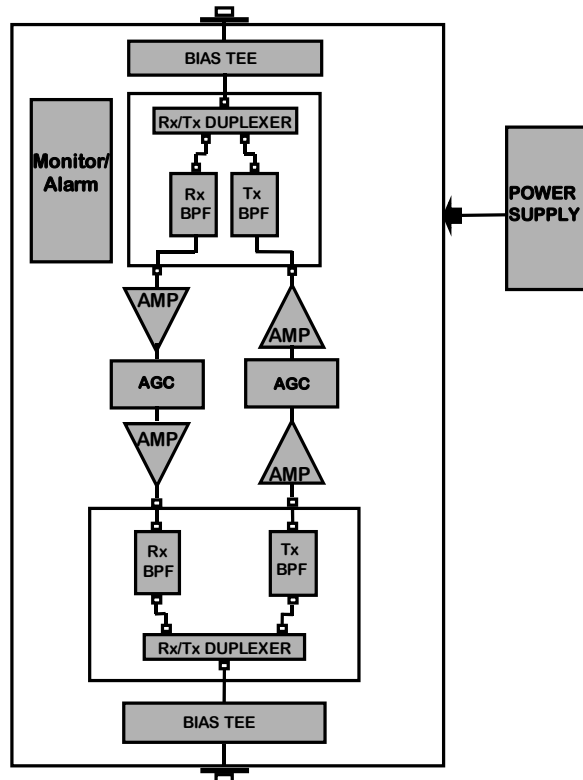 BIAS TEE
Rx/Tx DUPLEXER
Monitor/
Alarm
Rx
BPF
Tx
BPF
POWER
SUPPLY
AMP
AMP
AGC
AGC
AMP
AMP
Rx
BPF
Tx
BPF
Rx/Tx DUPLEXER
BIAS TEE